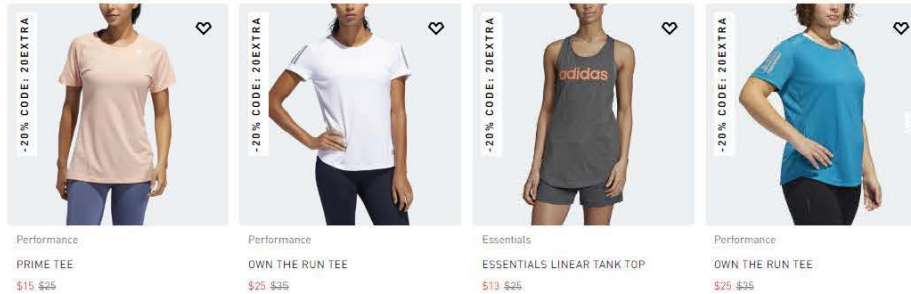 -20% CODE: 20EXTRA
Performance
PRIME TEE
$15 $25
-20% CODE: 20EXTRA
Performance
OWN THE RUN TEE
$25 $35
-20% CODE: 20EXTRA
adidas
Essentials
ESSENTIALS LINEAR TANK TOP
$13 $25
-20% CODE: 20EXTRA
Performance
OWN THE RUN TEE
$25 $35